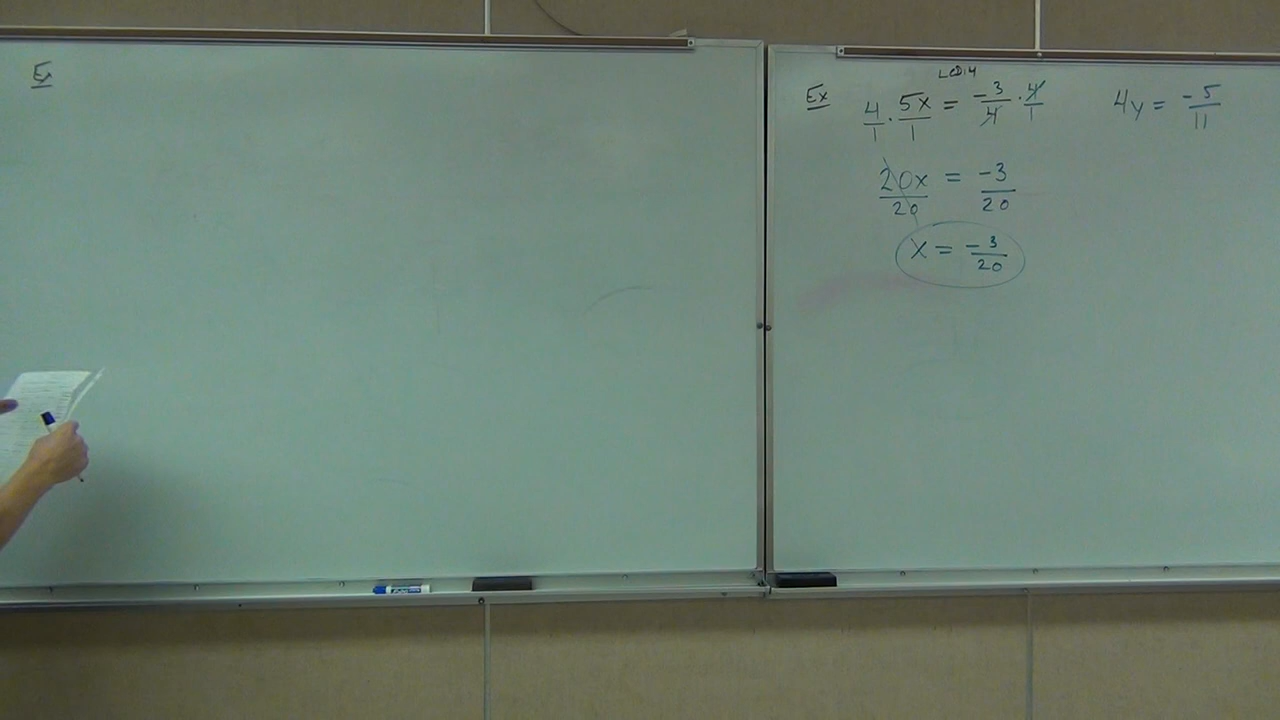 Ex
LCD:4
Ex 4/1 · 5x/1 = -3/4 · 4/1
20x/20 = -3/20
x = -3/20
4y = -5/11